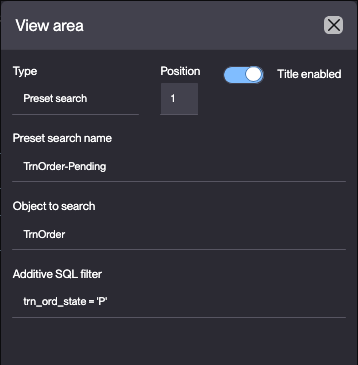 View area
Type
Position
Title enabled
Preset search
1
Preset search name
TrnOrder-Pending
Object to search
TrnOrder
Additive SQL filter
trn_ord_state = 'P'